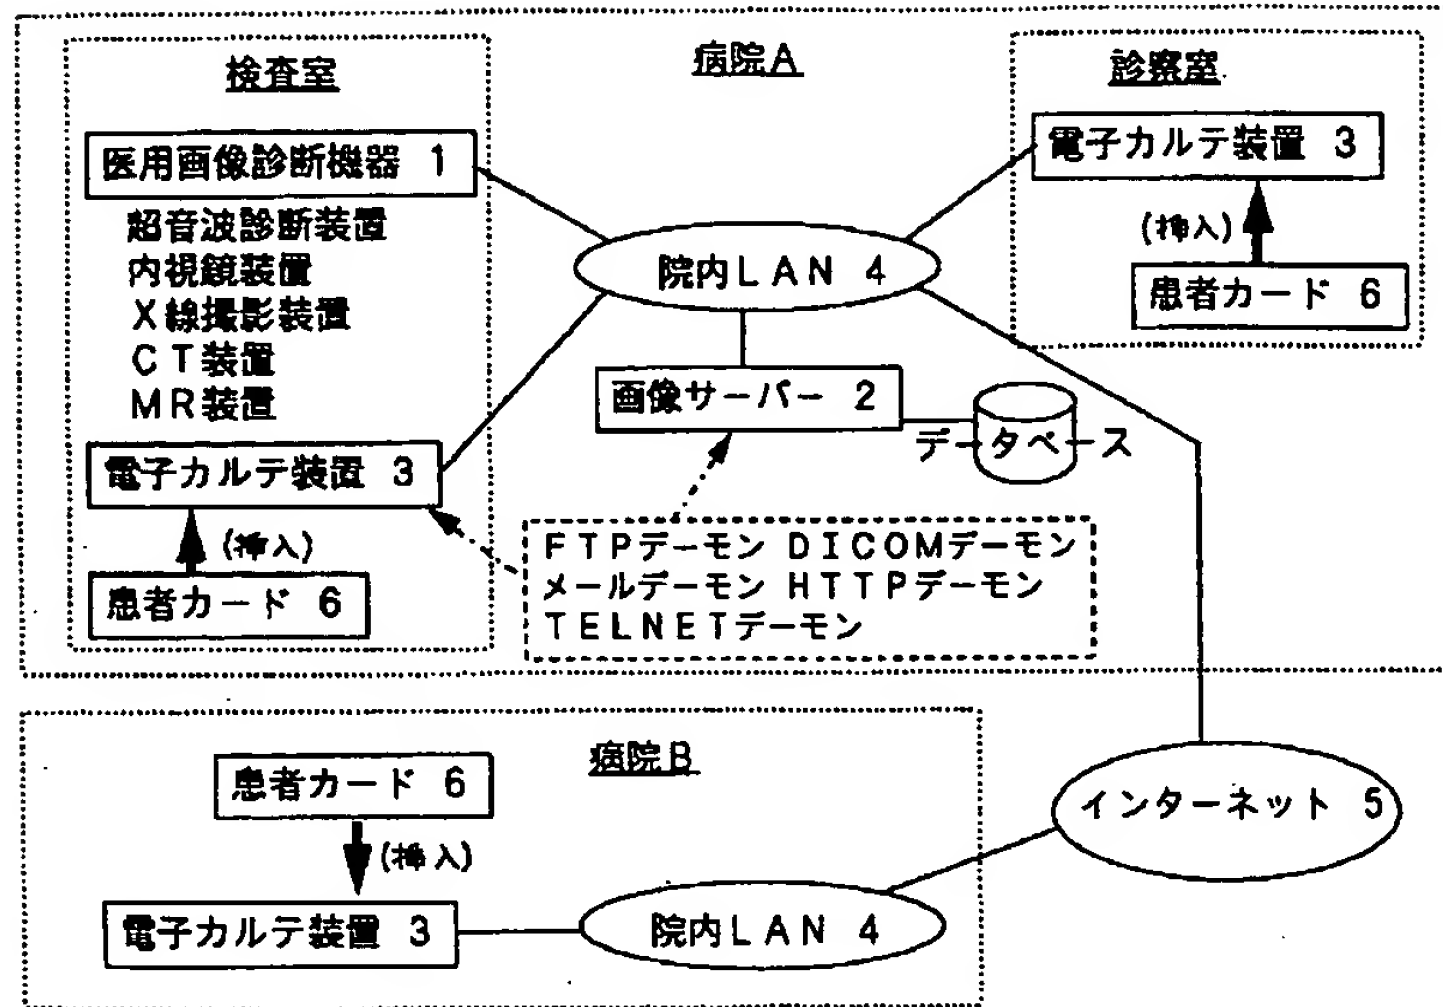 病院A
検査室
医用画像診断機器 1
超音波診断装置
内視鏡装置
X線撮影装置
CT装置
MR装置
電子カルテ装置 3
(挿入)
患者カード 6
院内LAN 4
画像サーバー 2
データベース
FTPデーモン DICOMデーモン
メールデーモン HTTPデーモン
TELNETデーモン
診察室
電子カルテ装置 3
(挿入)
患者カード 6
病院B
患者カード 6
(挿入)
電子カルテ装置 3
院内LAN 4
インターネット 5